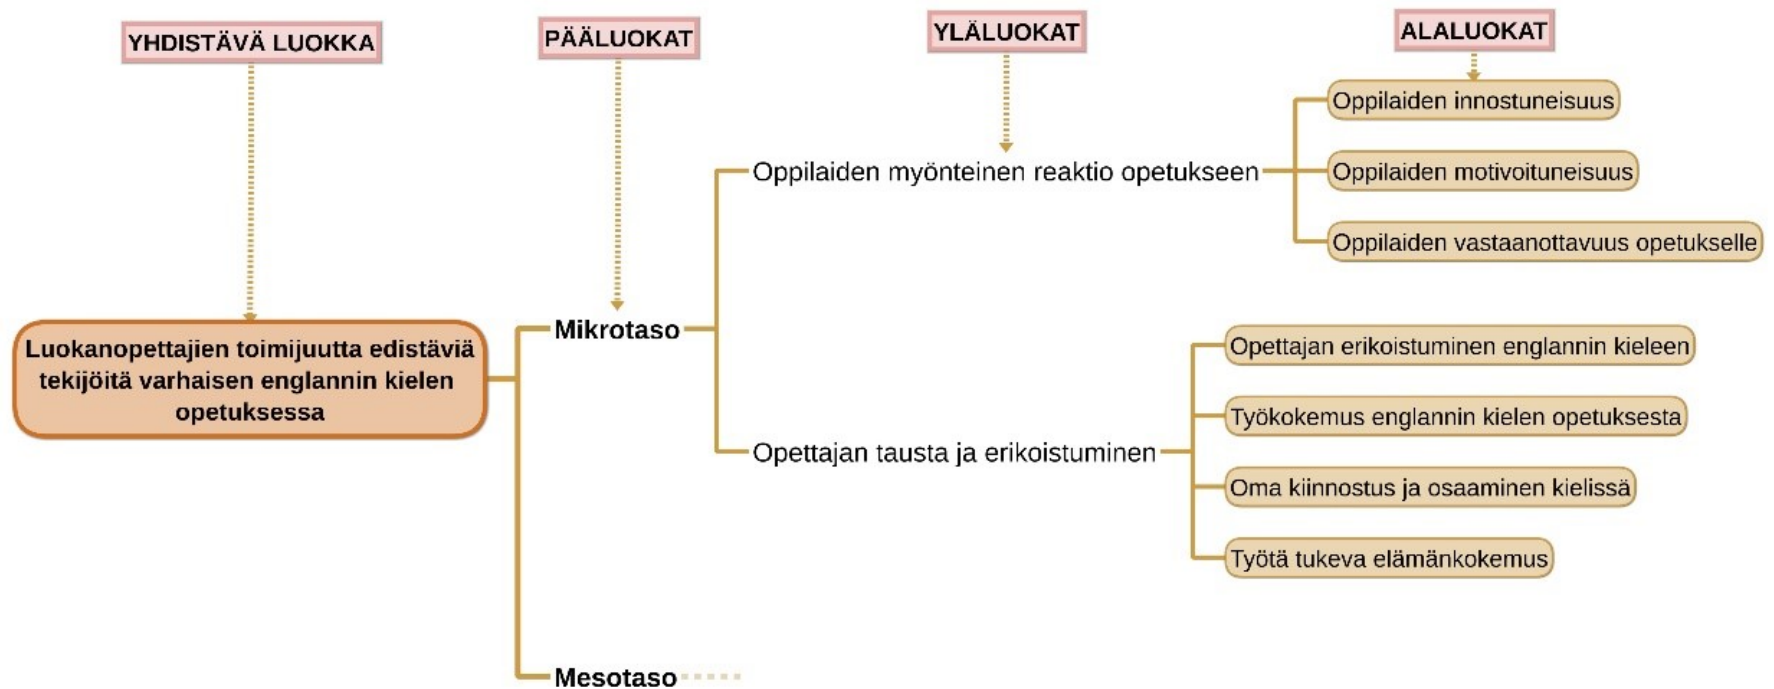 YHDISTÄVÄ LUOKKA
PÄÄLUOKAT
YLÄLUOKAT
ALALUOKAT
Oppilaiden innostuneisuus
Oppilaiden myönteinen reaktio opetukseen
Oppilaiden motivoituneisuus
Oppilaiden vastaanottavuus opetukselle
Luokanopettajien toimijuutta edistäviä
tekijöitä varhaisen englannin kielen
opetuksessa
Mikrotaso
Opettajan erikoistuminen englannin kieleen
Työkokemus englannin kielen opetuksesta
Opettajan tausta ja erikoistuminen
Oma kiinnostus ja osaaminen kielissä
Työtä tukeva elämänkokemus
Mesotaso